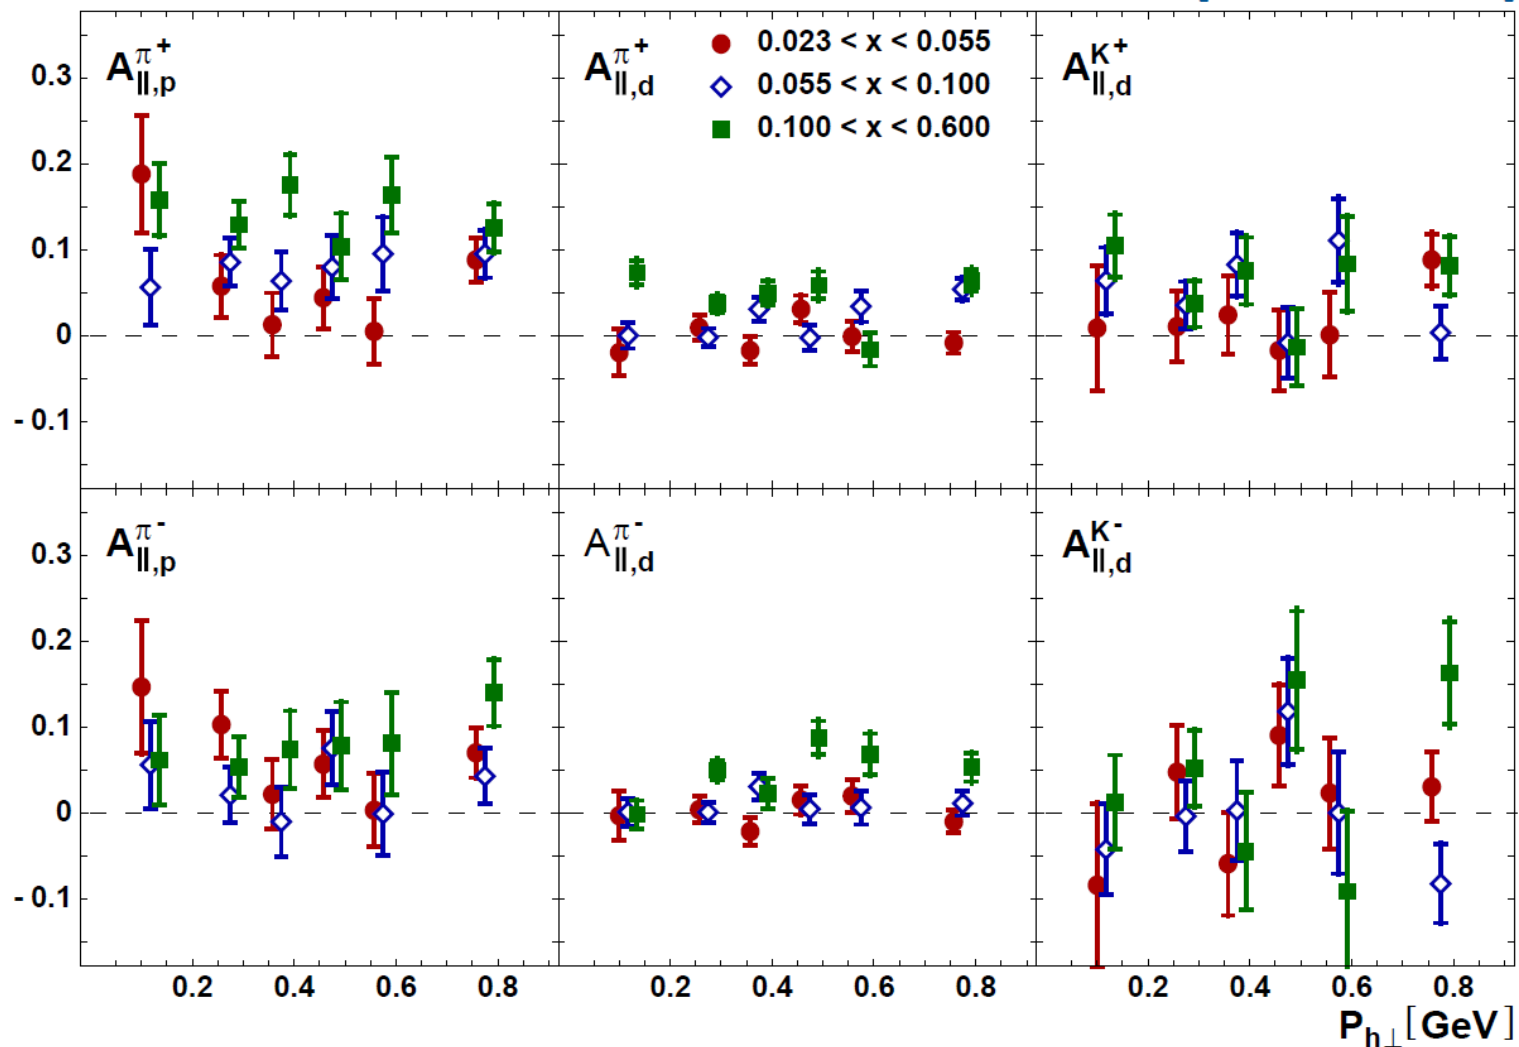 A π+ ||,p
A π+ ||,d
0.023 < x < 0.055
0.055 < x < 0.100
0.100 < x < 0.600
A K+ ||,d
0.3
0.2
0.1
0
- 0.1
A π- ||,p
A π- ||,d
A K- ||,d
0.3
0.2
0.1
0
- 0.1
0.2 0.4 0.6 0.8 0.2 0.4 0.6 0.8 0.2 0.4 0.6 0.8
P h⊥ [GeV]